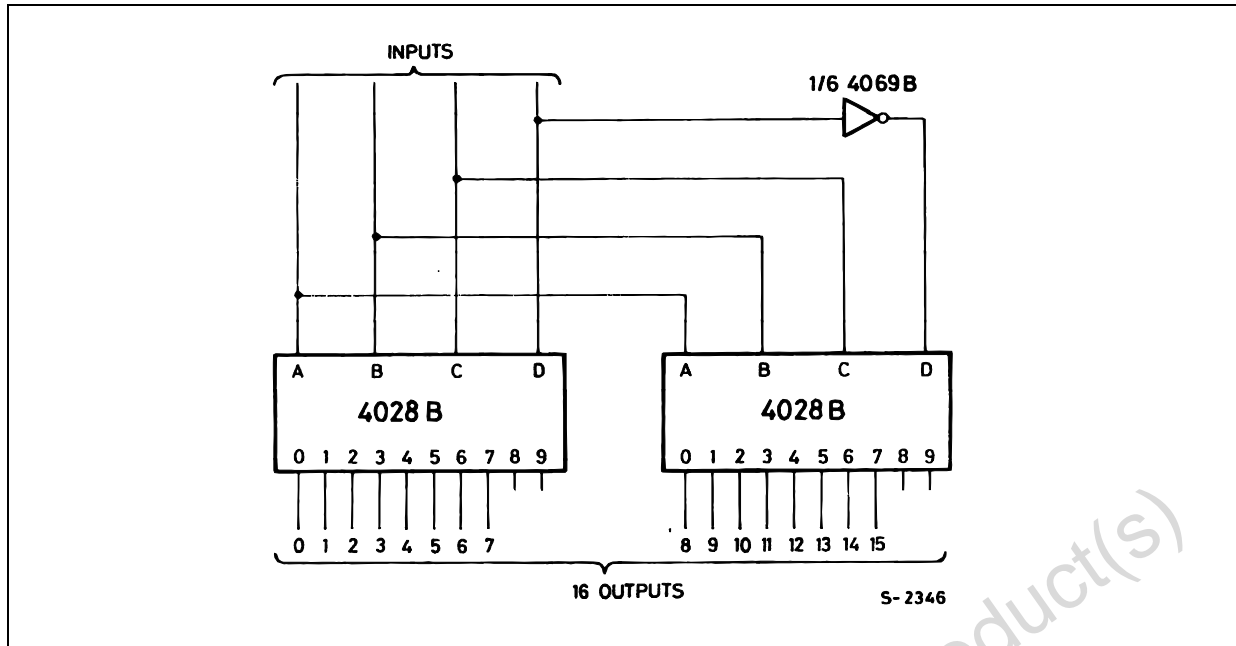 INPUTS
1/6 4069B
A B C D
4028 B
0 1 2 3 4 5 6 7 8 9
0 1 2 3 4 5 6 7
A B C D
4028 B
0 1 2 3 4 5 6 7 8 9
8 9 10 11 12 13 14 15
16 OUTPUTS
S-2346